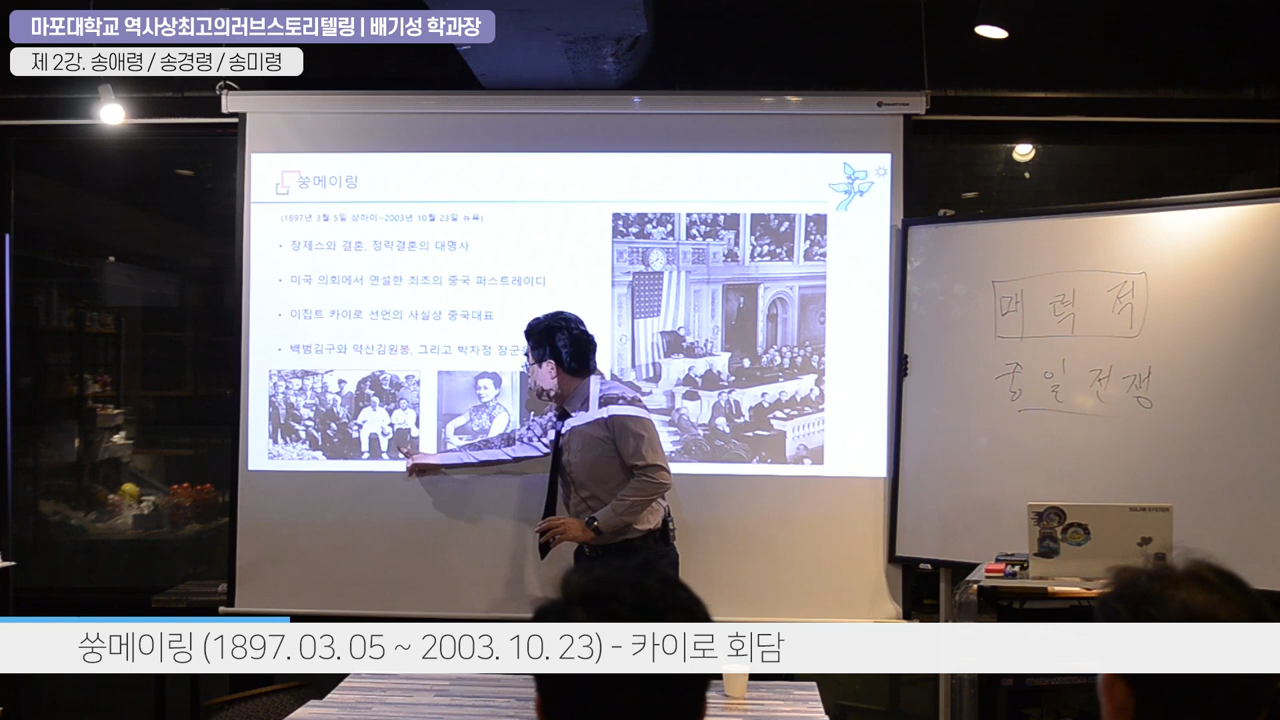 마포대학교 역사상최고의러브스토리텔링 | 배기성 학과장
제 2강. 송애령 / 송경령 / 송미령
쑹메이링
(1897년 3월 5일 상하이~2003년 10월 23일 뉴욕)
• 장제스와 결혼, 정략결혼의 대명사
• 미국 의회에서 연설한 최초의 중국 퍼스트레이디
• 이집트 카이로 선언의 사실상 중국대표
• 백범김구와 약산김원봉, 그리고 박차정 장군
매력적
중일전쟁
쑹메이링 (1897. 03. 05 ~ 2003. 10. 23) - 카이로 회담